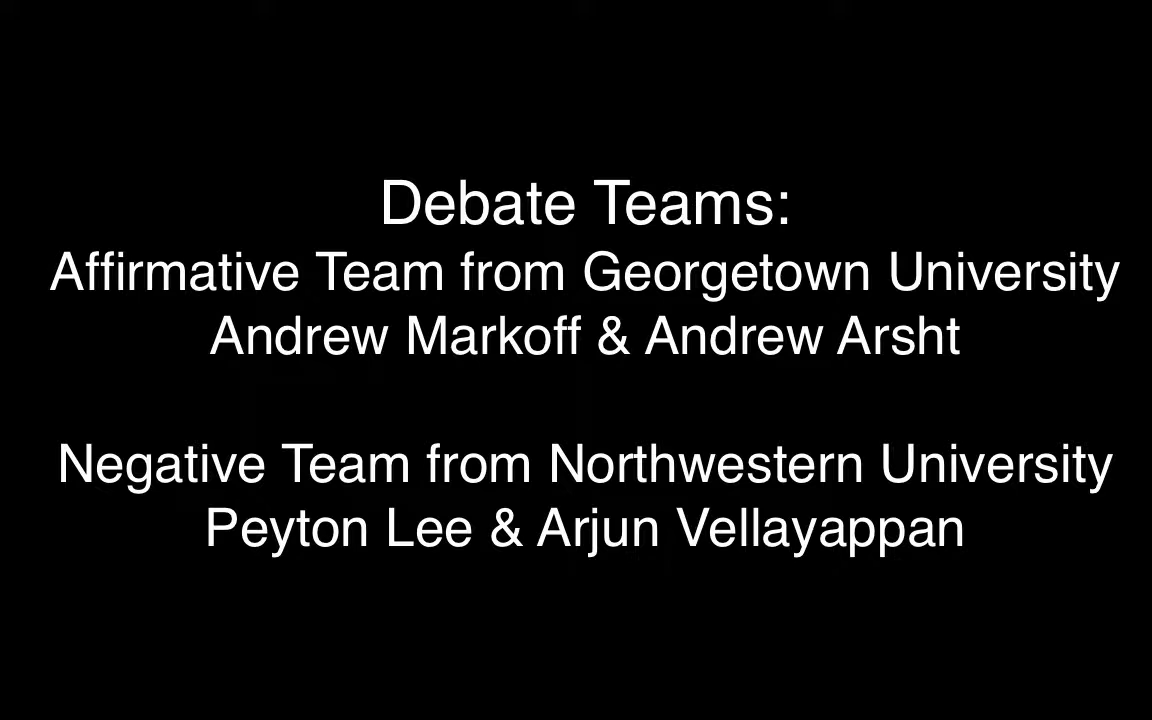 Debate Teams:
Affirmative Team from Georgetown University
Andrew Markoff & Andrew Arsht
Negative Team from Northwestern University
Peyton Lee & Arjun Vellayappan